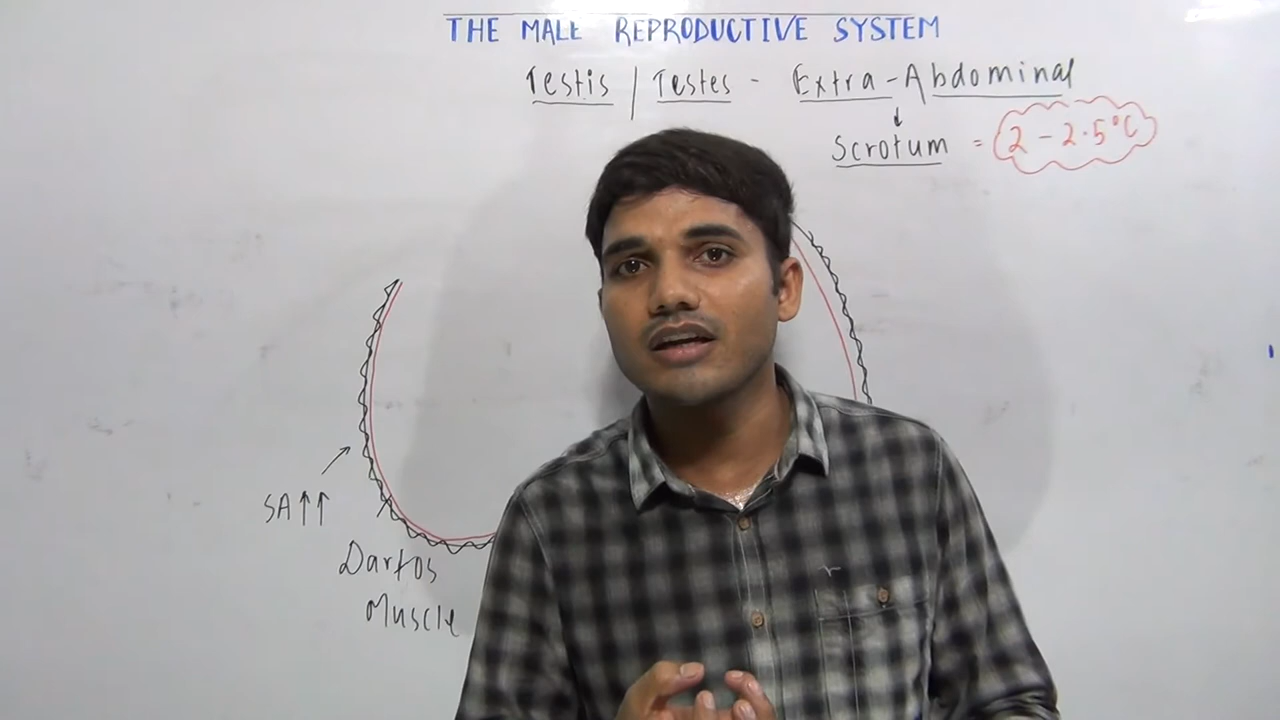 THE MALE REPRODUCTIVE SYSTEM
Testis / Testes - Extra-Abdominal
↓
Scrotum = 2 - 2.5°C
SA↑↑
Dartos
Muscle